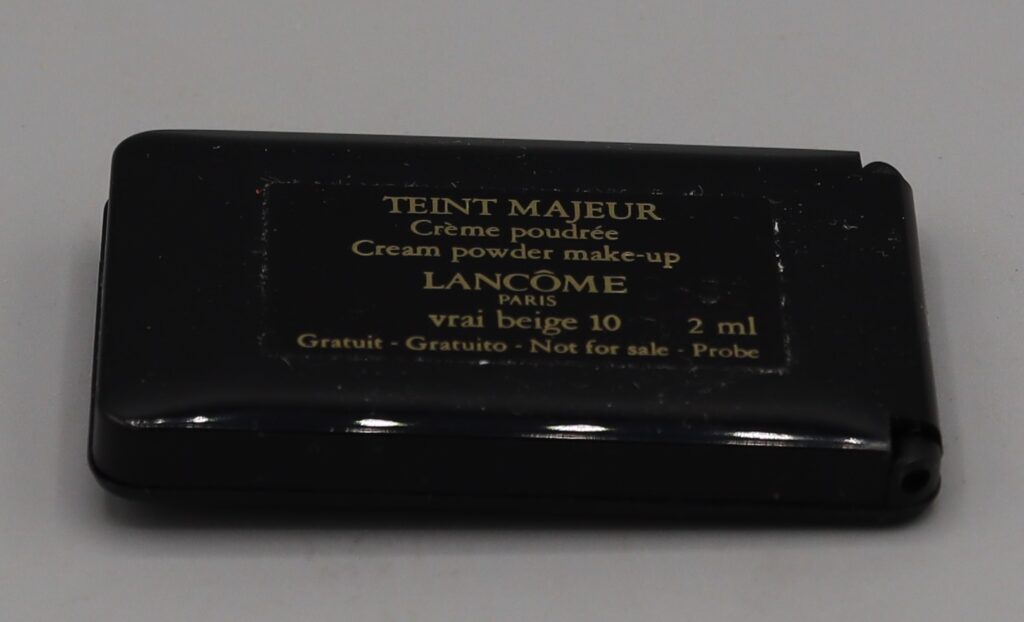 TEINT MAJEUR
Crème poudrée
Cream powder make-up
LANCÔME
PARIS
vrai beige 10 2 ml
Gratuit - Gratuito - Not for sale - Probe